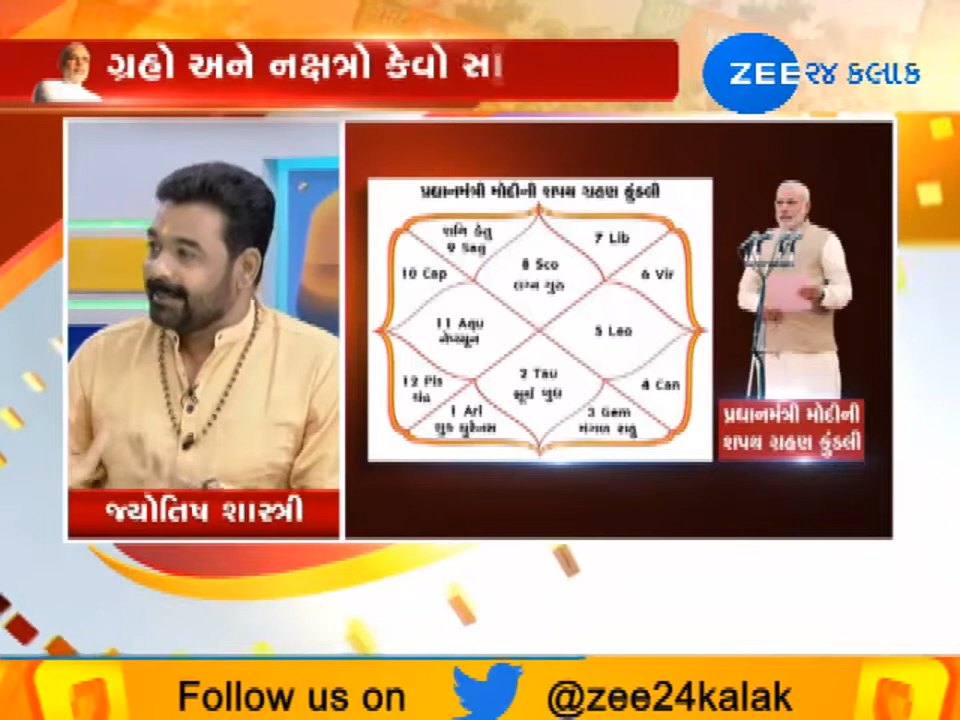 ગ્રહો અને નક્ષત્રો કેવો સા
ZEE ૨૪ કલાક
પ્રધાનમંત્રી મોદીની શપથ ગ્રહણ કુંડલી
શનિ કેતુ
9 Sag
7 Lib
10 Cap
8 Sco
લગ્ન ગુરુ
6 Vir
11 Aqu
નેપ્ચ્યૂન
5 Leo
12 Pis
ચંદ્ર
2 Tau
સૂર્ય બુધ
4 Can
1 Ari
શુક્ર યુરેનસ
3 Gem
મંગળ રાહુ
પ્રધાનમંત્રી મોદીની
શપથ ગ્રહણ કુંડલી
જ્યોતિષ શાસ્ત્રી
Follow us on @zee24kalak